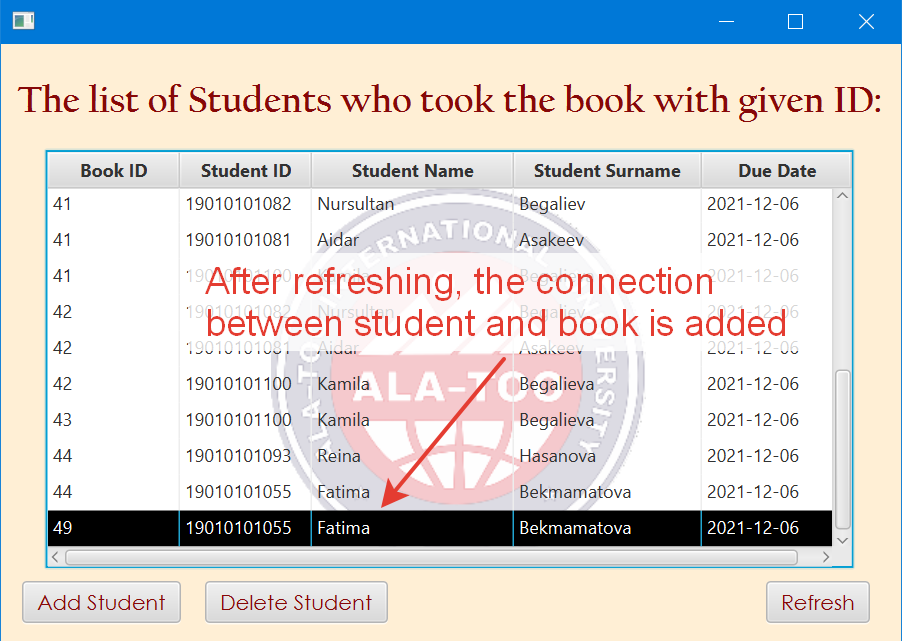 The list of Students who took the book with given ID:
Book ID Student ID Student Name Student Surname Due Date
41 19010101082 Nursultan Begaliev 2021-12-06
41 19010101081 Aidar Asakeev 2021-12-06
41 19010101100 Kamila Begalieva 2021-12-06
After refreshing, the connection
42 19010101082 Nursultan Begaliev 2021-12-06
between student and book is added
42 19010101081 Aidar Asakeev 2021-12-06
42 19010101100 Kamila Begalieva 2021-12-06
43 19010101100 Kamila Begalieva 2021-12-06
44 19010101093 Reina Hasanova 2021-12-06
44 19010101055 Fatima Bekmamatova 2021-12-06
49 19010101055 Fatima Bekmamatova 2021-12-06
ALA-TOO
Add Student Delete Student Refresh